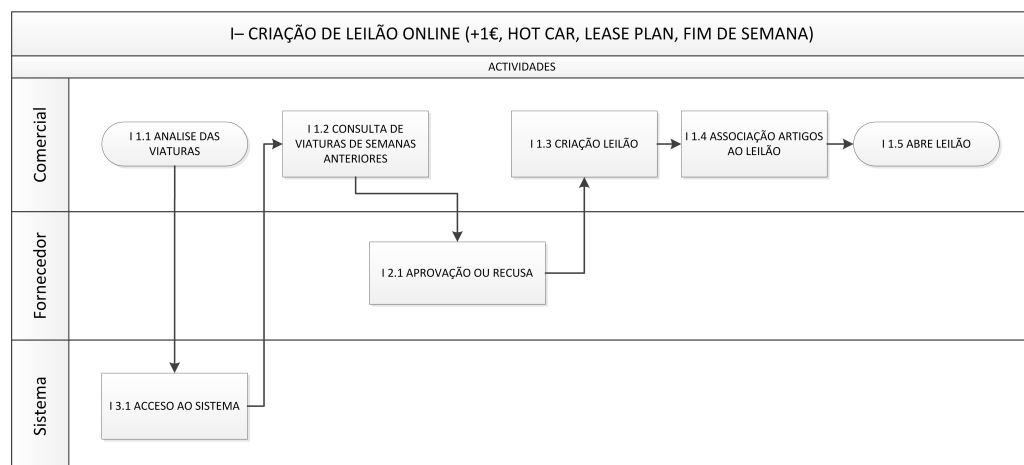 I– CRIAÇÃO DE LEILÃO ONLINE (+1€, HOT CAR, LEASE PLAN, FIM DE SEMANA)
ACTIVIDADES
Comercial
I 1.1 ANALISE DAS
VIATURAS
I 1.2 CONSULTA DE
VIATURAS DE SEMANAS
ANTERIORES
I 1.3 CRIAÇÃO LEILÃO
I 1.4 ASSOCIAÇÃO ARTIGOS
AO LEILÃO
I 1.5 ABRE LEILÃO
Fornecedor
I 2.1 APROVAÇÃO OU RECUSA
Sistema
I 3.1 ACCESO AO SISTEMA